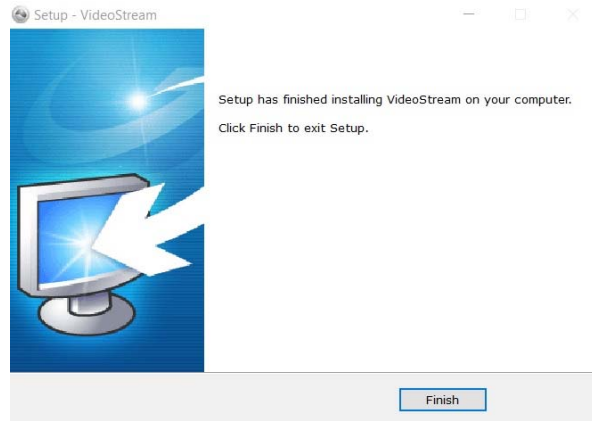 Setup - VideoStream
Setup has finished installing VideoStream on your computer.
Click Finish to exit Setup.
Finish